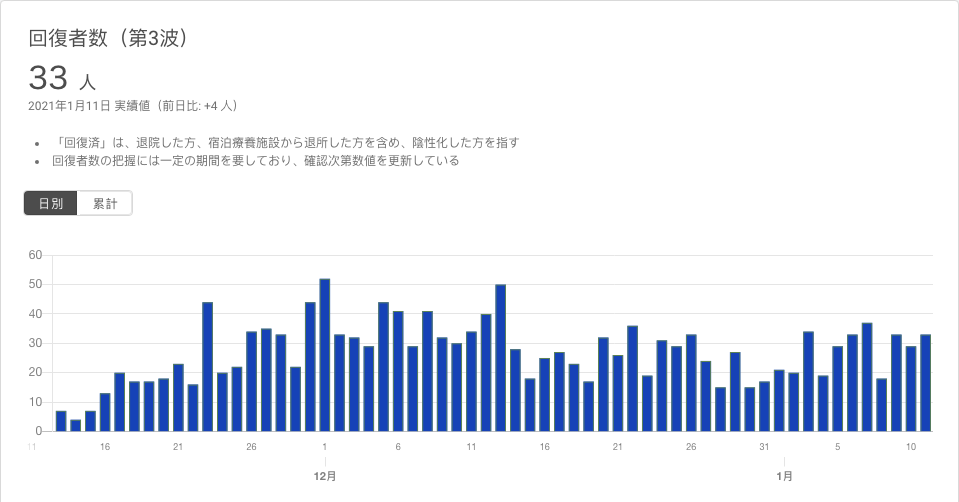 回復者数（第3波）
33 人
2021年1月11日 実績値（前日比: +4 人）
• 「回復済」は、退院した方、宿泊療養施設から退所した方を含め、陰性化した方を指す
• 回復者数の把握には一定の期間を要しており、確認次第数値を更新している
日別 累計
60
50
40
30
20
10
0
11 16 21 26 1 6 11 16 21 26 31 5 10
12月 1月